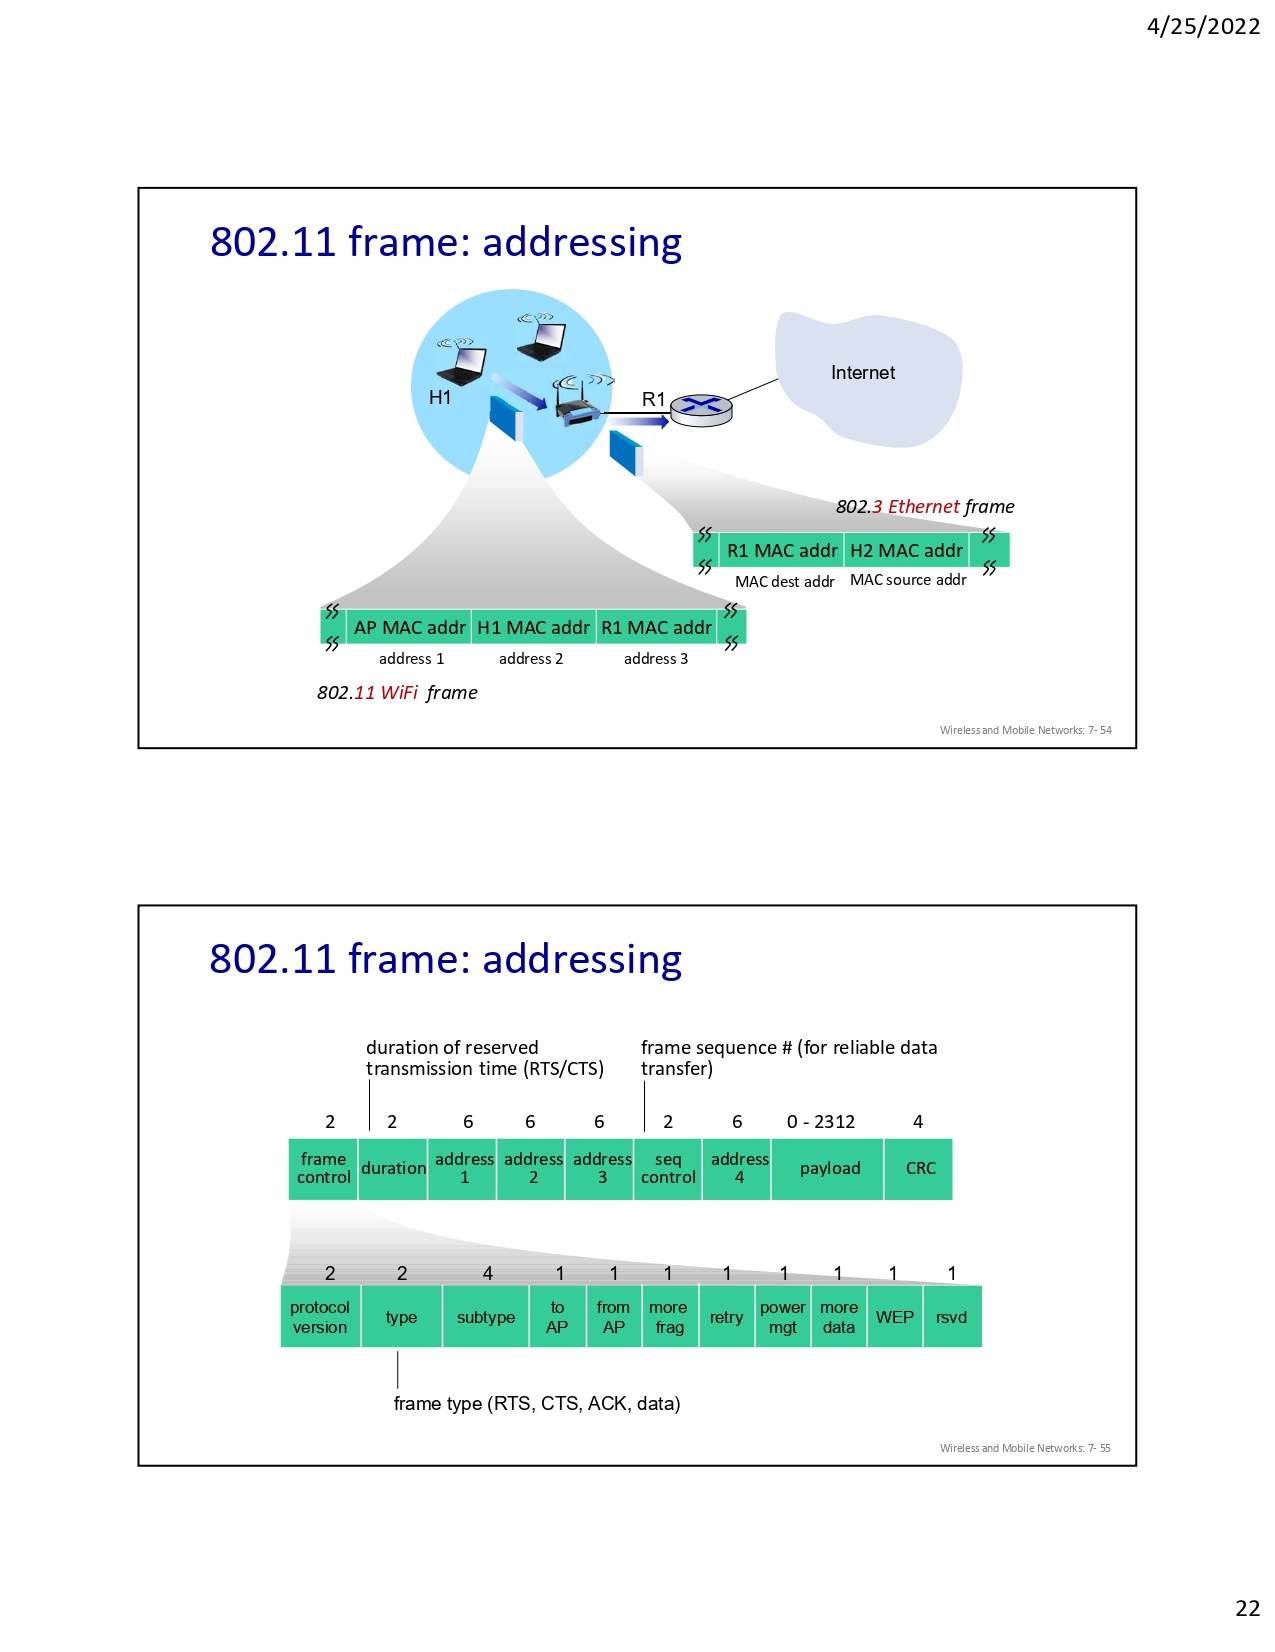 4/25/2022
802.11 frame: addressing
Internet
H1
R1
802.3 Ethernet frame
R1 MAC addr H2 MAC addr
MAC dest addr MAC source addr
AP MAC addr H1 MAC addr R1 MAC addr
address 1 address 2 address 3
802.11 WiFi frame
Wireless and Mobile Networks: 7- 54
802.11 frame: addressing
duration of reserved
transmission time (RTS/CTS)
frame sequence # (for reliable data
transfer)
2 2 6 6 6 2 6 0 - 2312 4
frame
control
duration
address
1
address
2
address
3
seq
control
address
4
payload
CRC
2 2 4 1 1 1 1 1 1 1 1
protocol
version
type
subtype
to
AP
from
AP
more
frag
retry
power
mgt
more
data
WEP
rsvd
frame type (RTS, CTS, ACK, data)
Wireless and Mobile Networks: 7- 55
22